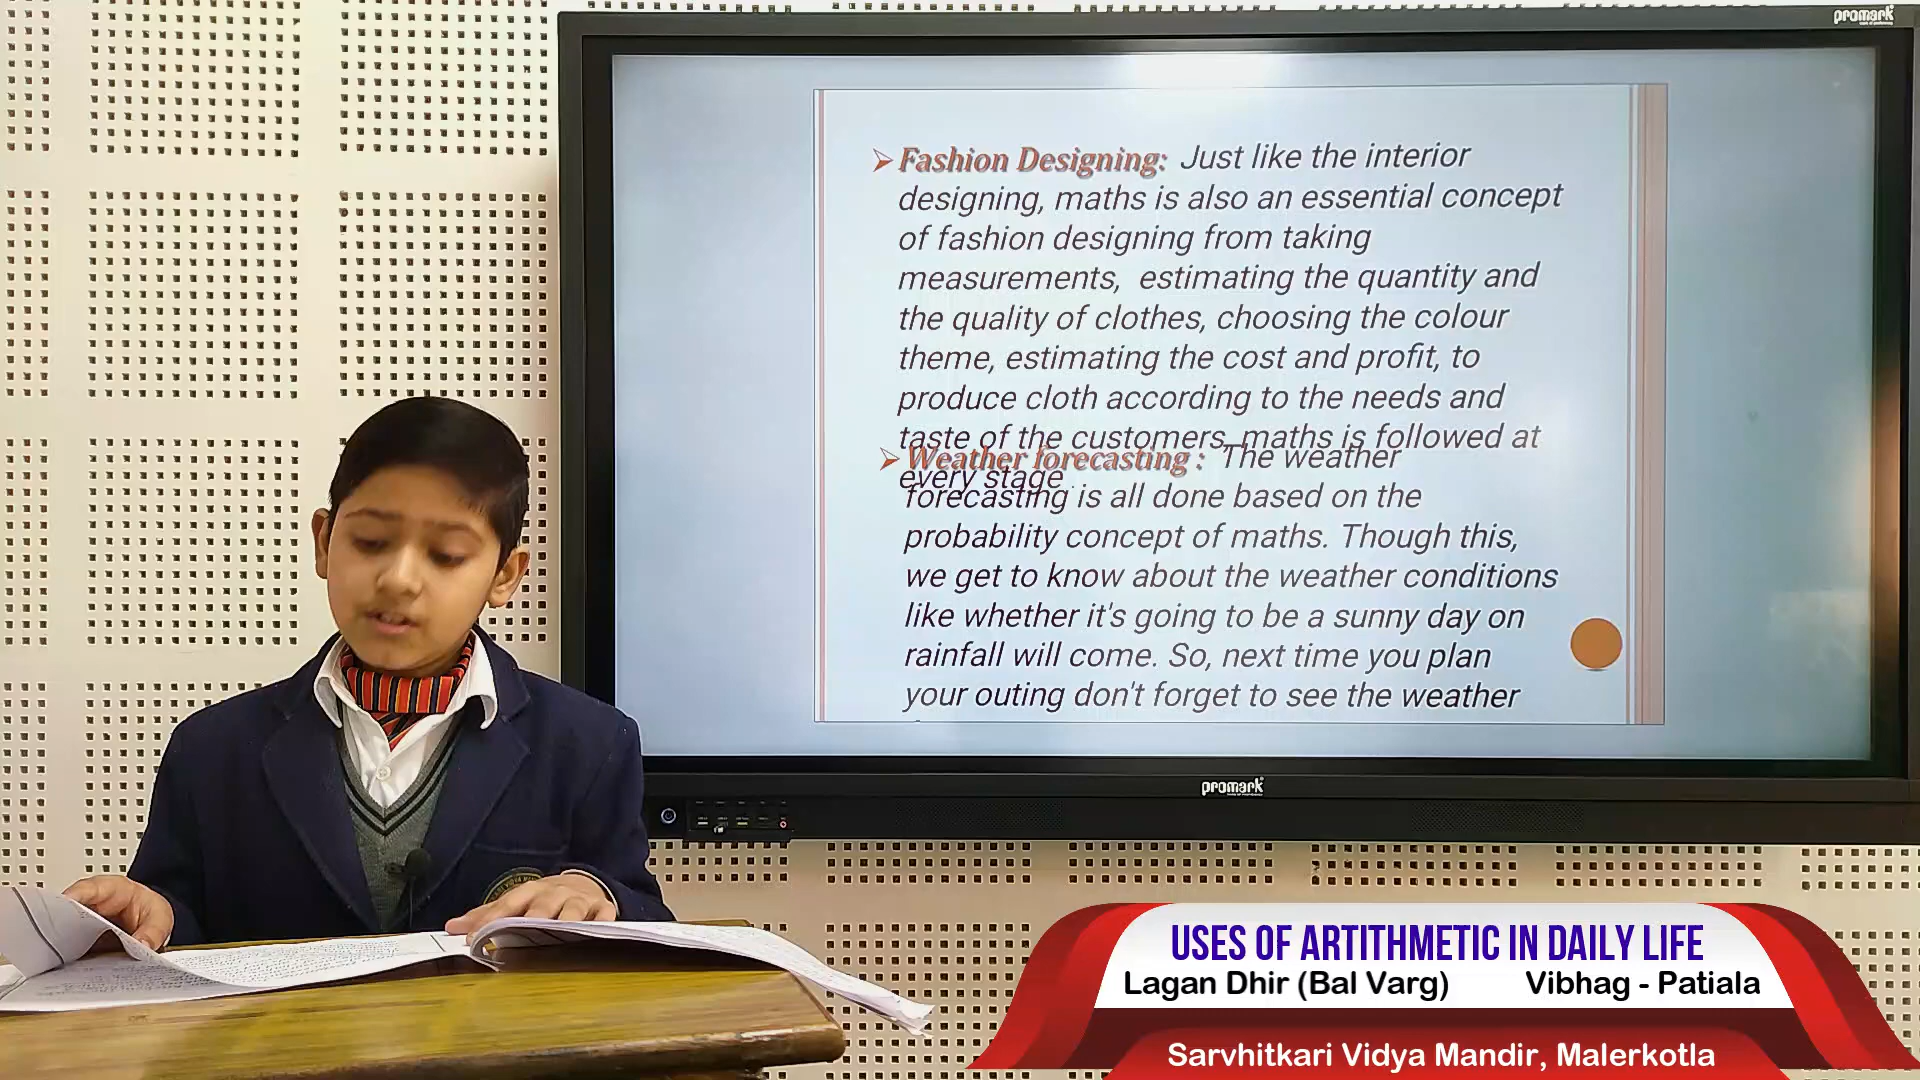 promark
➢Fashion Designing: Just like the interior
designing, maths is also an essential concept
of fashion designing from taking
measurements, estimating the quantity and
the quality of clothes, choosing the colour
theme, estimating the cost and profit, to
produce cloth according to the needs and
taste of the customers, maths is followed at
every stage
➢Weather forecasting : The weather
forecasting is all done based on the
probability concept of maths. Though this,
we get to know about the weather conditions
like whether it's going to be a sunny day on
rainfall will come. So, next time you plan
your outing don't forget to see the weather
promark
USES OF ARTITHMETIC IN DAILY LIFE
Lagan Dhir (Bal Varg) Vibhag - Patiala
Sarvhitkari Vidya Mandir, Malerkotla